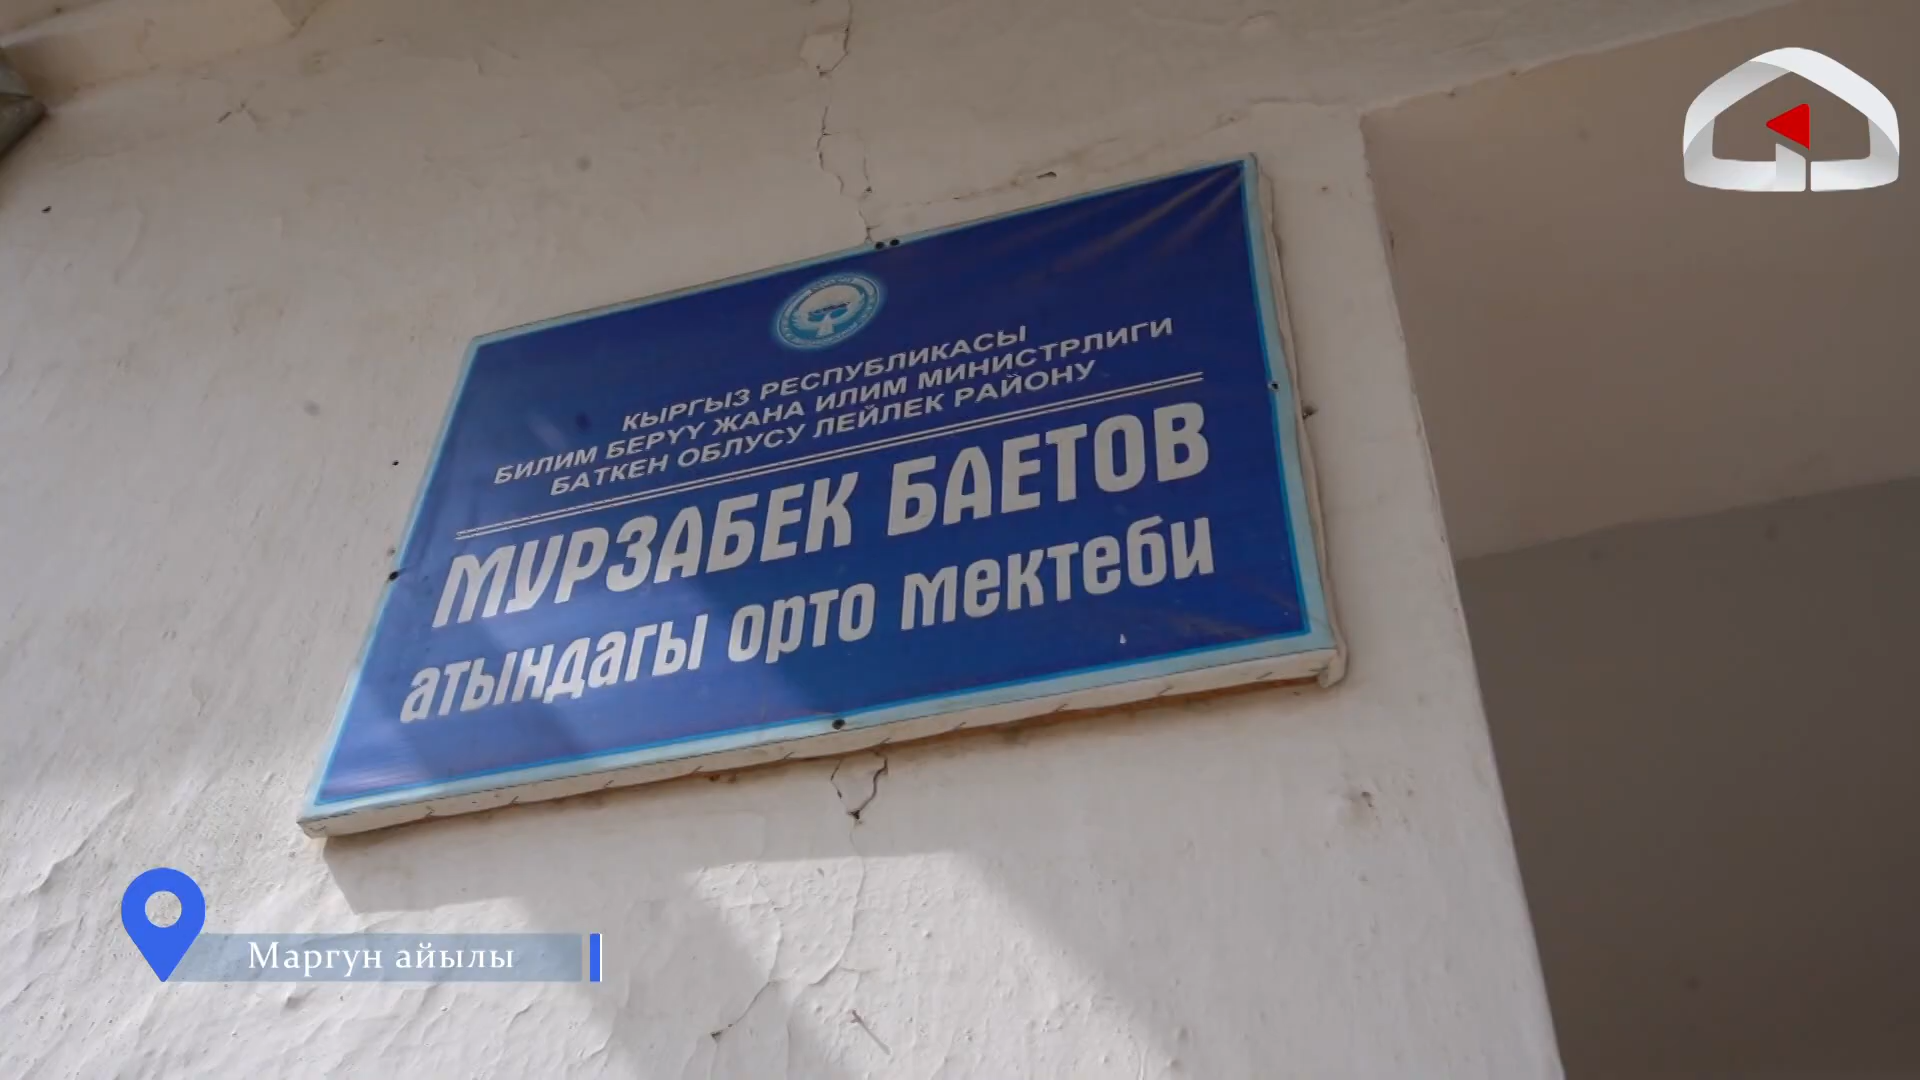 КЫРГЫЗ РЕСПУБЛИКАСЫ
БИЛИМ БЕРҮҮ ЖАНА ИЛИМ МИНИСТРЛИГИ
БАТКЕН ОБЛУСУ ЛЕЙЛЕК РАЙОНУ
МУРЗАБЕК БАЕТОВ
атындагы орто мектеби
Маргун айылы